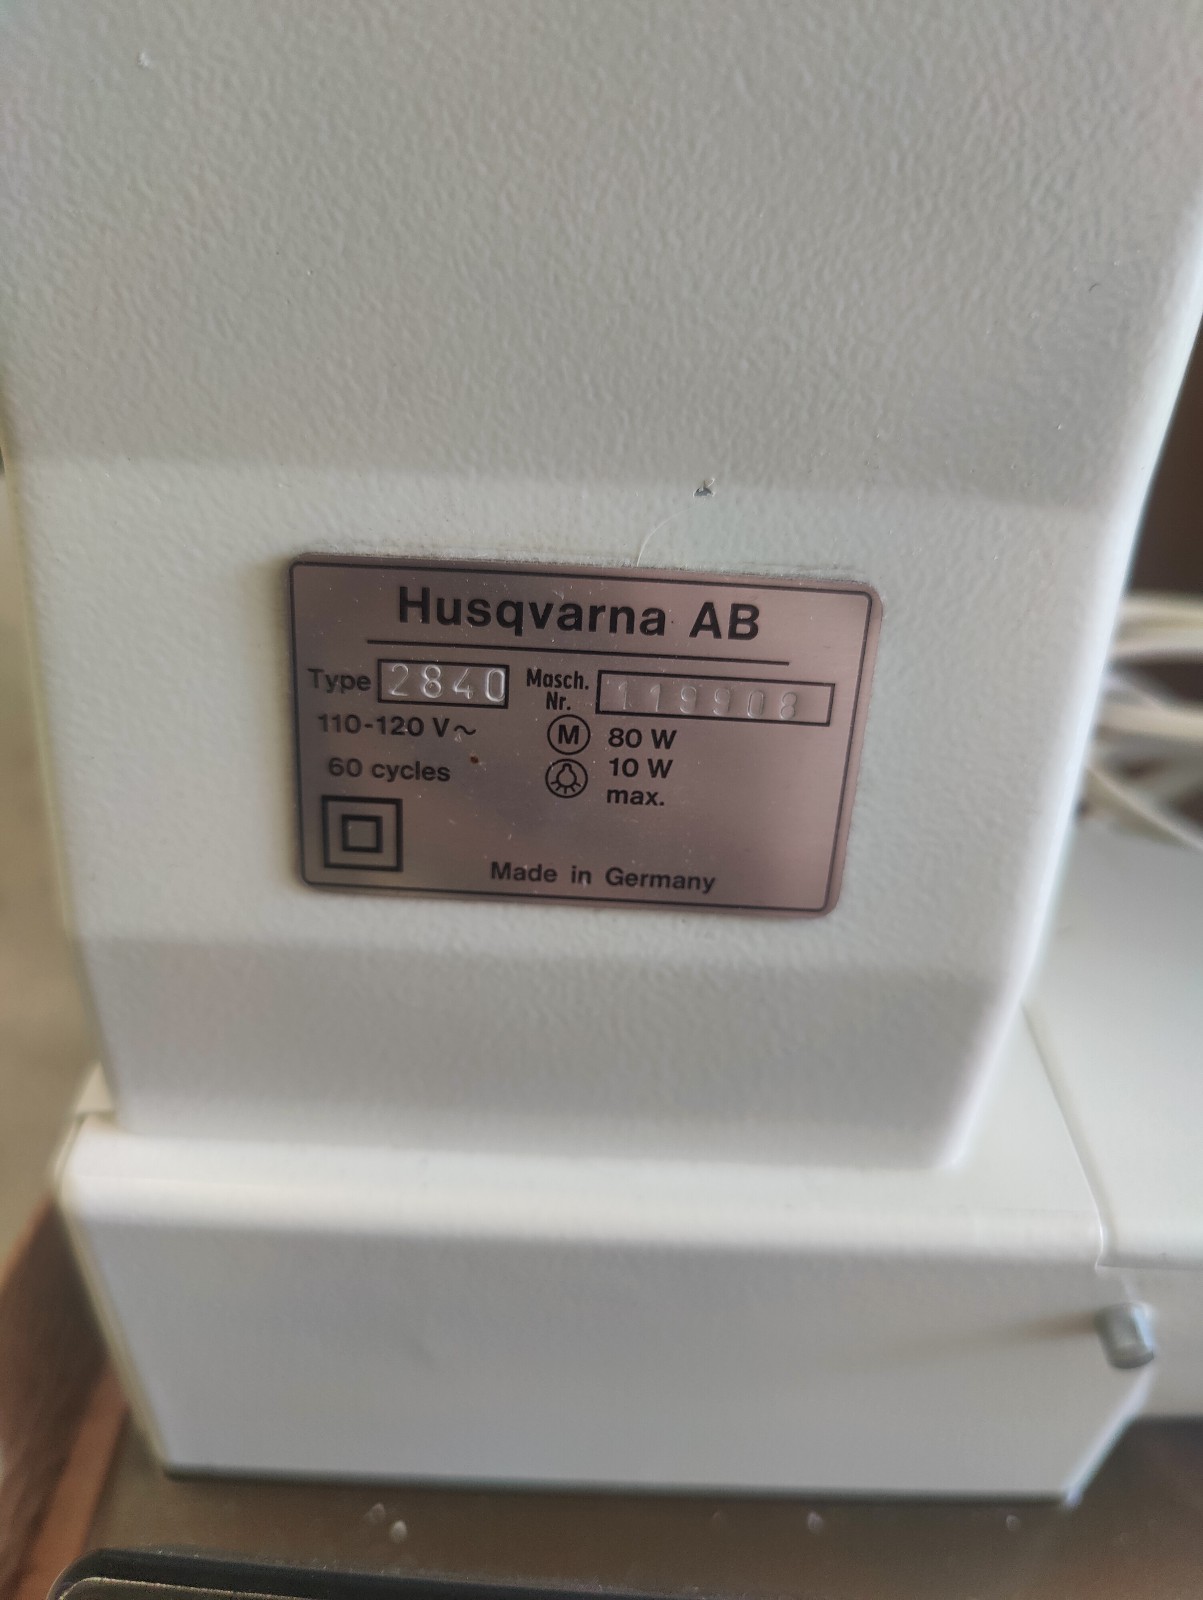 Husqvarna AB
Type 2840 Masch. Nr. 119908
110-120 V~ M 80 W
60 cycles 10 W
max.
Made in Germany